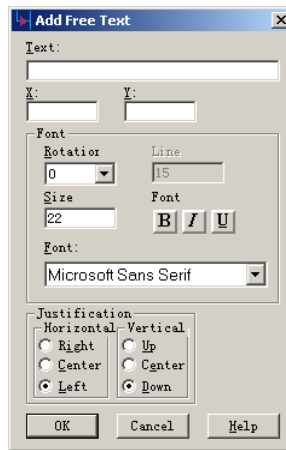 Add Free Text
Text:
X: Y:
Font
Rotation Line
0 15
Size Font
22 B I U
Font:
Microsoft Sans Serif
Justification
Horizontal Vertical
Right Up
Center Center
Left Down
OK Cancel Help